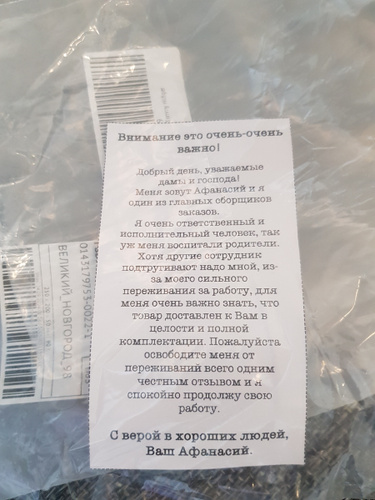 Внимание это очень-очень
важно!
Добрый день, уважаемые
дамы и господа!
Меня зовут Афанасий и я
один из главных сборщиков
заказов.
Я очень ответственный и
исполнительный человек, так
уж меня воспитали родители.
Хотя другие сотрудник
подтругивают надо мной, из-
за моего сильного
переживания за работу, для
меня очень важно знать, что
товар доставлен к Вам в
целости и полной
комплектации. Пожалуйста
освободите меня от
переживаний всего одним
честным отзывом и я
спокойно продолжу свою
работу.
С верой в хороших людей,
Ваш Афанасий.
ВЕЛИКИЙ НОВГОРОД